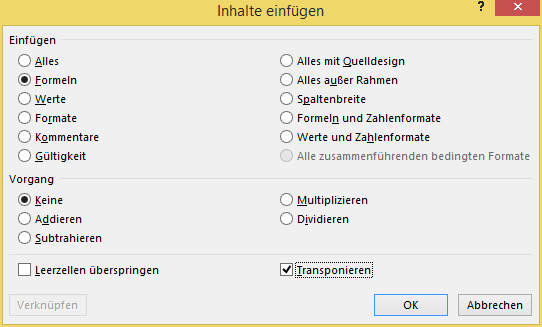 Inhalte einfügen
?
Einfügen
Alles
Alles mit Quelldesign
Formeln
Alles außer Rahmen
Werte
Spaltenbreite
Formate
Formeln und Zahlenformate
Kommentare
Werte und Zahlenformate
Gültigkeit
Alle zusammenführenden bedingten Formate
Vorgang
Keine
Multiplizieren
Addieren
Dividieren
Subtrahieren
Leerzellen überspringen
Transponieren
Verknüpfen
OK
Abbrechen